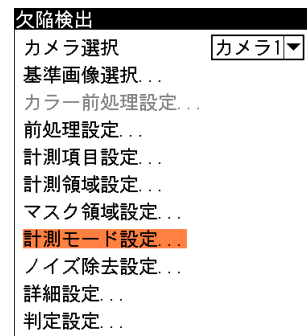 欠陥検出
カメラ選択 カメラ1▼
基準画像選択...
カラー前処理設定...
前処理設定...
計測項目設定...
計測領域設定...
マスク領域設定...
計測モード設定...
ノイズ除去設定...
詳細設定...
判定設定...